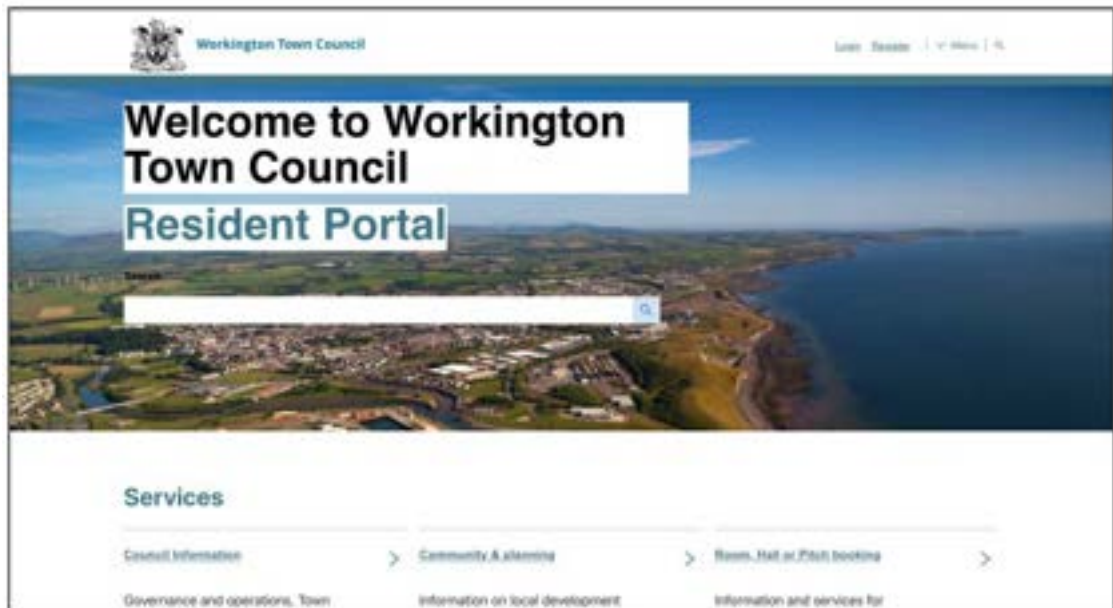 Workington Town Council
Login Register Menu
Welcome to Workington
Town Council
Resident Portal
Search
Services
Council Information
Community & planning
Room, Hall or Pitch booking
Governance and operations, Town
Information on local development
Information and services for